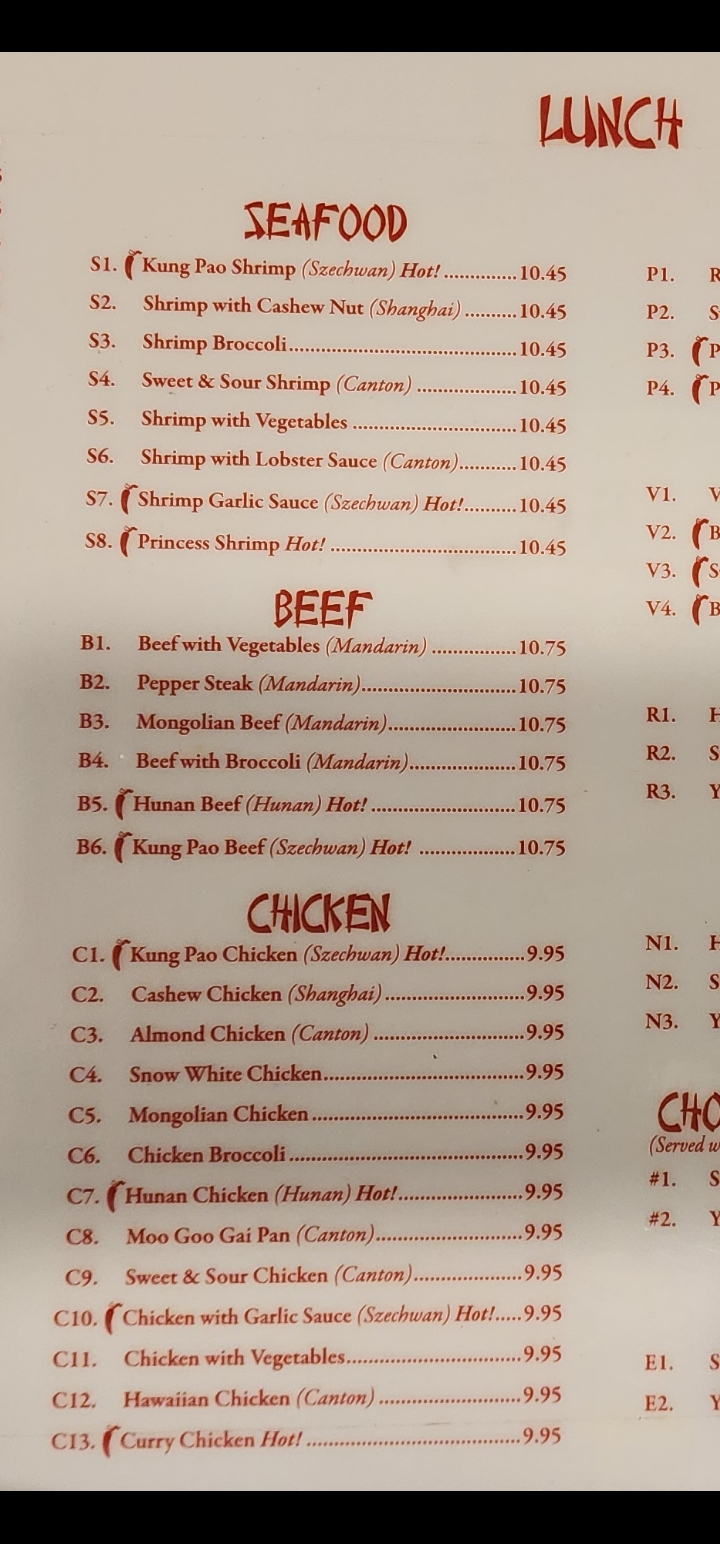 LUNCH
SEAFOOD
S1. Kung Pao Shrimp (Szechwan) Hot! ..............10.45
S2. Shrimp with Cashew Nut (Shanghai) ..........10.45
S3. Shrimp Broccoli...........................................10.45
S4. Sweet & Sour Shrimp (Canton) ...................10.45
S5. Shrimp with Vegetables ...............................10.45
S6. Shrimp with Lobster Sauce (Canton)...........10.45
S7. Shrimp Garlic Sauce (Szechwan) Hot!..........10.45
S8. Princess Shrimp Hot! ...................................10.45
BEEF
B1. Beef with Vegetables (Mandarin) ................10.75
B2. Pepper Steak (Mandarin).............................10.75
B3. Mongolian Beef (Mandarin)........................10.75
B4. Beef with Broccoli (Mandarin)....................10.75
B5. Hunan Beef (Hunan) Hot! ...........................10.75
B6. Kung Pao Beef (Szechwan) Hot! ..................10.75
CHICKEN
C1. Kung Pao Chicken (Szechwan) Hot!...............9.95
C2. Cashew Chicken (Shanghai) ..........................9.95
C3. Almond Chicken (Canton) ............................9.95
C4. Snow White Chicken.....................................9.95
C5. Mongolian Chicken .......................................9.95
C6. Chicken Broccoli ...........................................9.95
C7. Hunan Chicken (Hunan) Hot!.......................9.95
C8. Moo Goo Gai Pan (Canton)...........................9.95
C9. Sweet & Sour Chicken (Canton)....................9.95
C10. Chicken with Garlic Sauce (Szechwan) Hot!.....9.95
C11. Chicken with Vegetables................................9.95
C12. Hawaiian Chicken (Canton) ..........................9.95
C13. Curry Chicken Hot! .......................................9.95
P1.
P2.
P3.
P4.
V1.
V2.
V3.
V4.
R1.
R2.
R3.
N1.
N2.
N3.
(Served
#1.
#2.
E1.
E2.